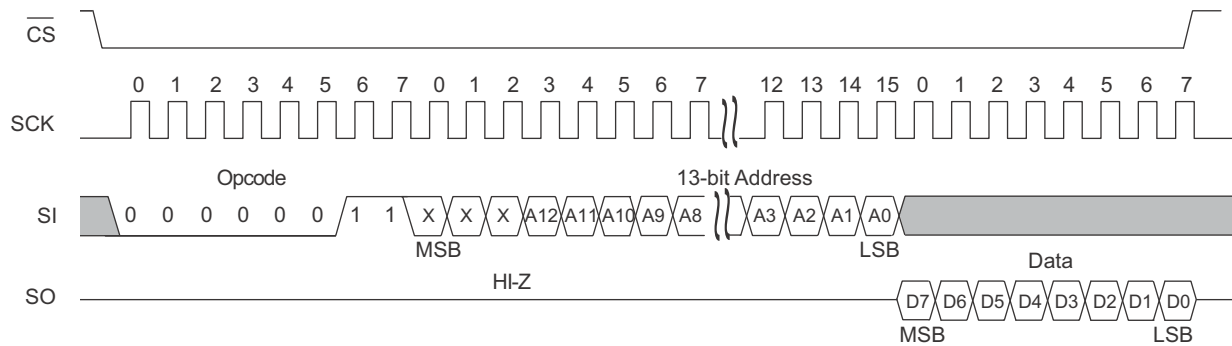 CS
0 1 2 3 4 5 6 7 0 1 2 3 4 5 6 7 12 13 14 15 0 1 2 3 4 5 6 7
SCK
Opcode 13-bit Address
SI 0 0 0 0 0 0 1 1 X X X A12 A11 A10 A9 A8 A3 A2 A1 A0
MSB LSB
HI-Z Data
SO D7 D6 D5 D4 D3 D2 D1 D0
MSB LSB